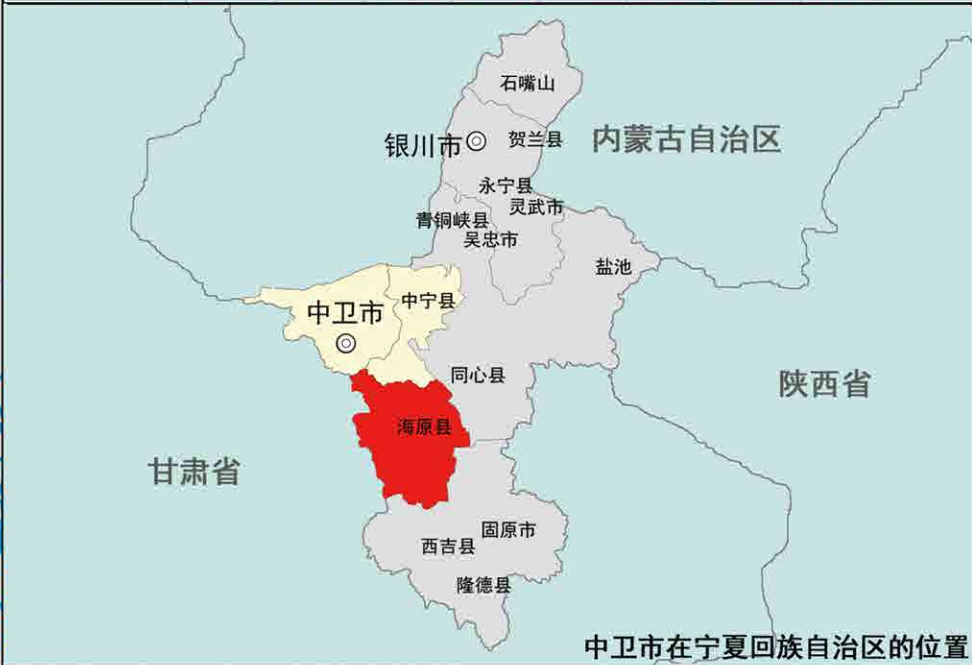 石嘴山
银川市
贺兰县
内蒙古自治区
永宁县
灵武市
青铜峡县
吴忠市
盐池
中宁县
中卫市
同心县
陕西省
海原县
甘肃省
固原市
西吉县
隆德县
中卫市在宁夏回族自治区的位置